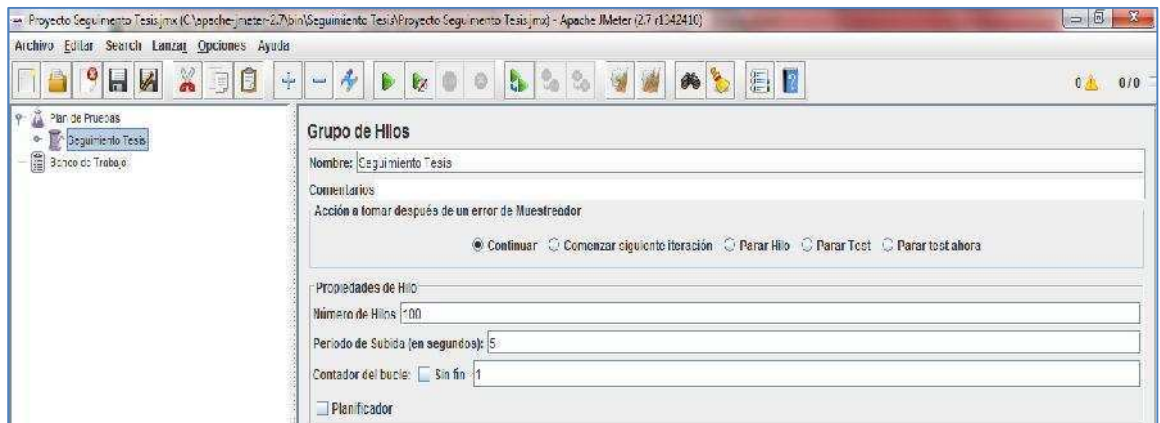 Proyecto Seguimento Tesis.jmx (C:\apache-jmeter-2.7\bin\Seguimiento Tesis\Proyecto Seguimento Tesis.jmx) - Apache JMeter (2.7 r1342410)
Archivo Editar Search Lanzar Opciones Ayuda
0 0/0
Plan de Pruebas
Seguimiento Tesis
Banco de Trabajo
Grupo de Hilos
Nombre: Seguimiento Tesis
Comentarios
Acción a tomar después de un error de Muestreador
Continuar Comenzar siguiente iteración Parar Hilo Parar Test Parar test ahora
Propiedades de Hilo
Número de Hilos 100
Periodo de Subida (en segundos): 5
Contador del bucle: Sin fin 1
Planificador